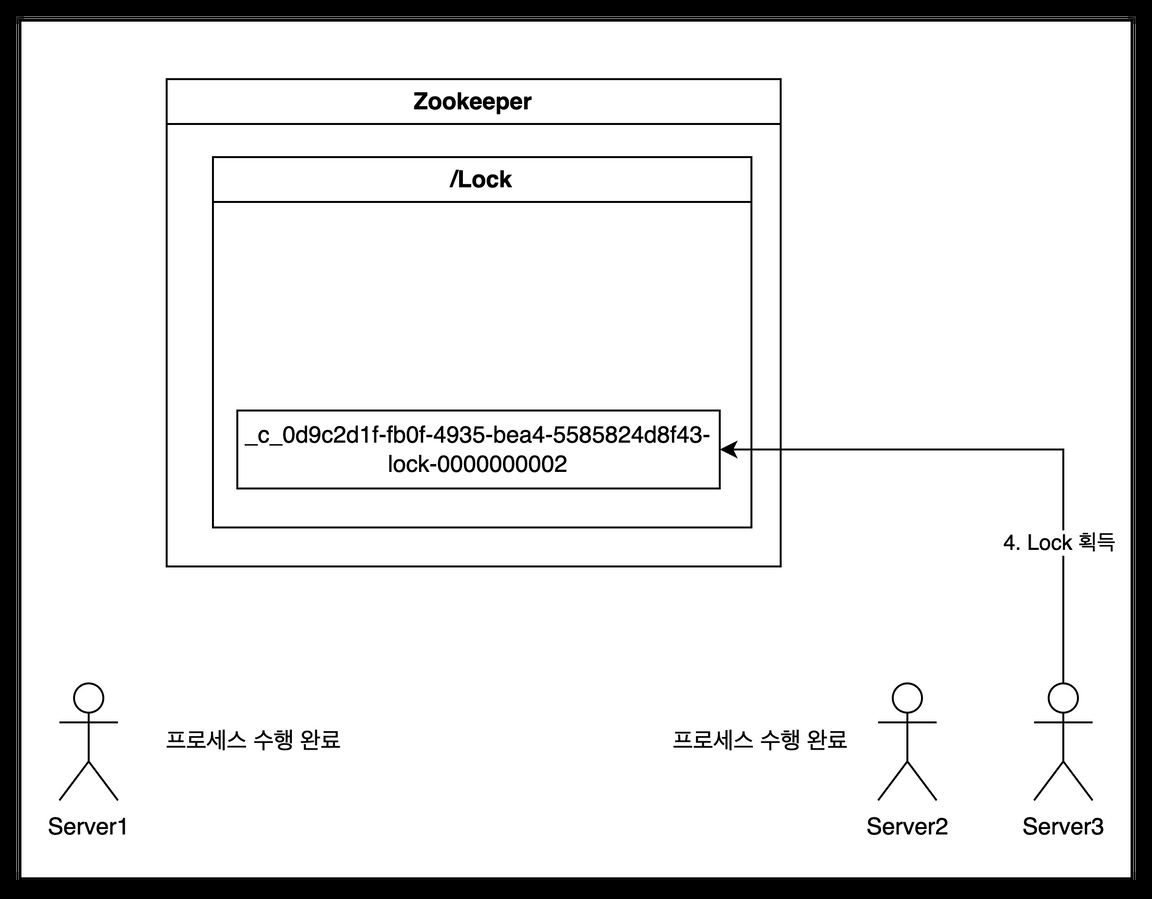 Zookeeper
/Lock
_c_0d9c2d1f-fb0f-4935-bea4-5585824d8f43-
lock-0000000002
4. Lock 획득
프로세스 수행 완료
프로세스 수행 완료
Server1
Server2
Server3